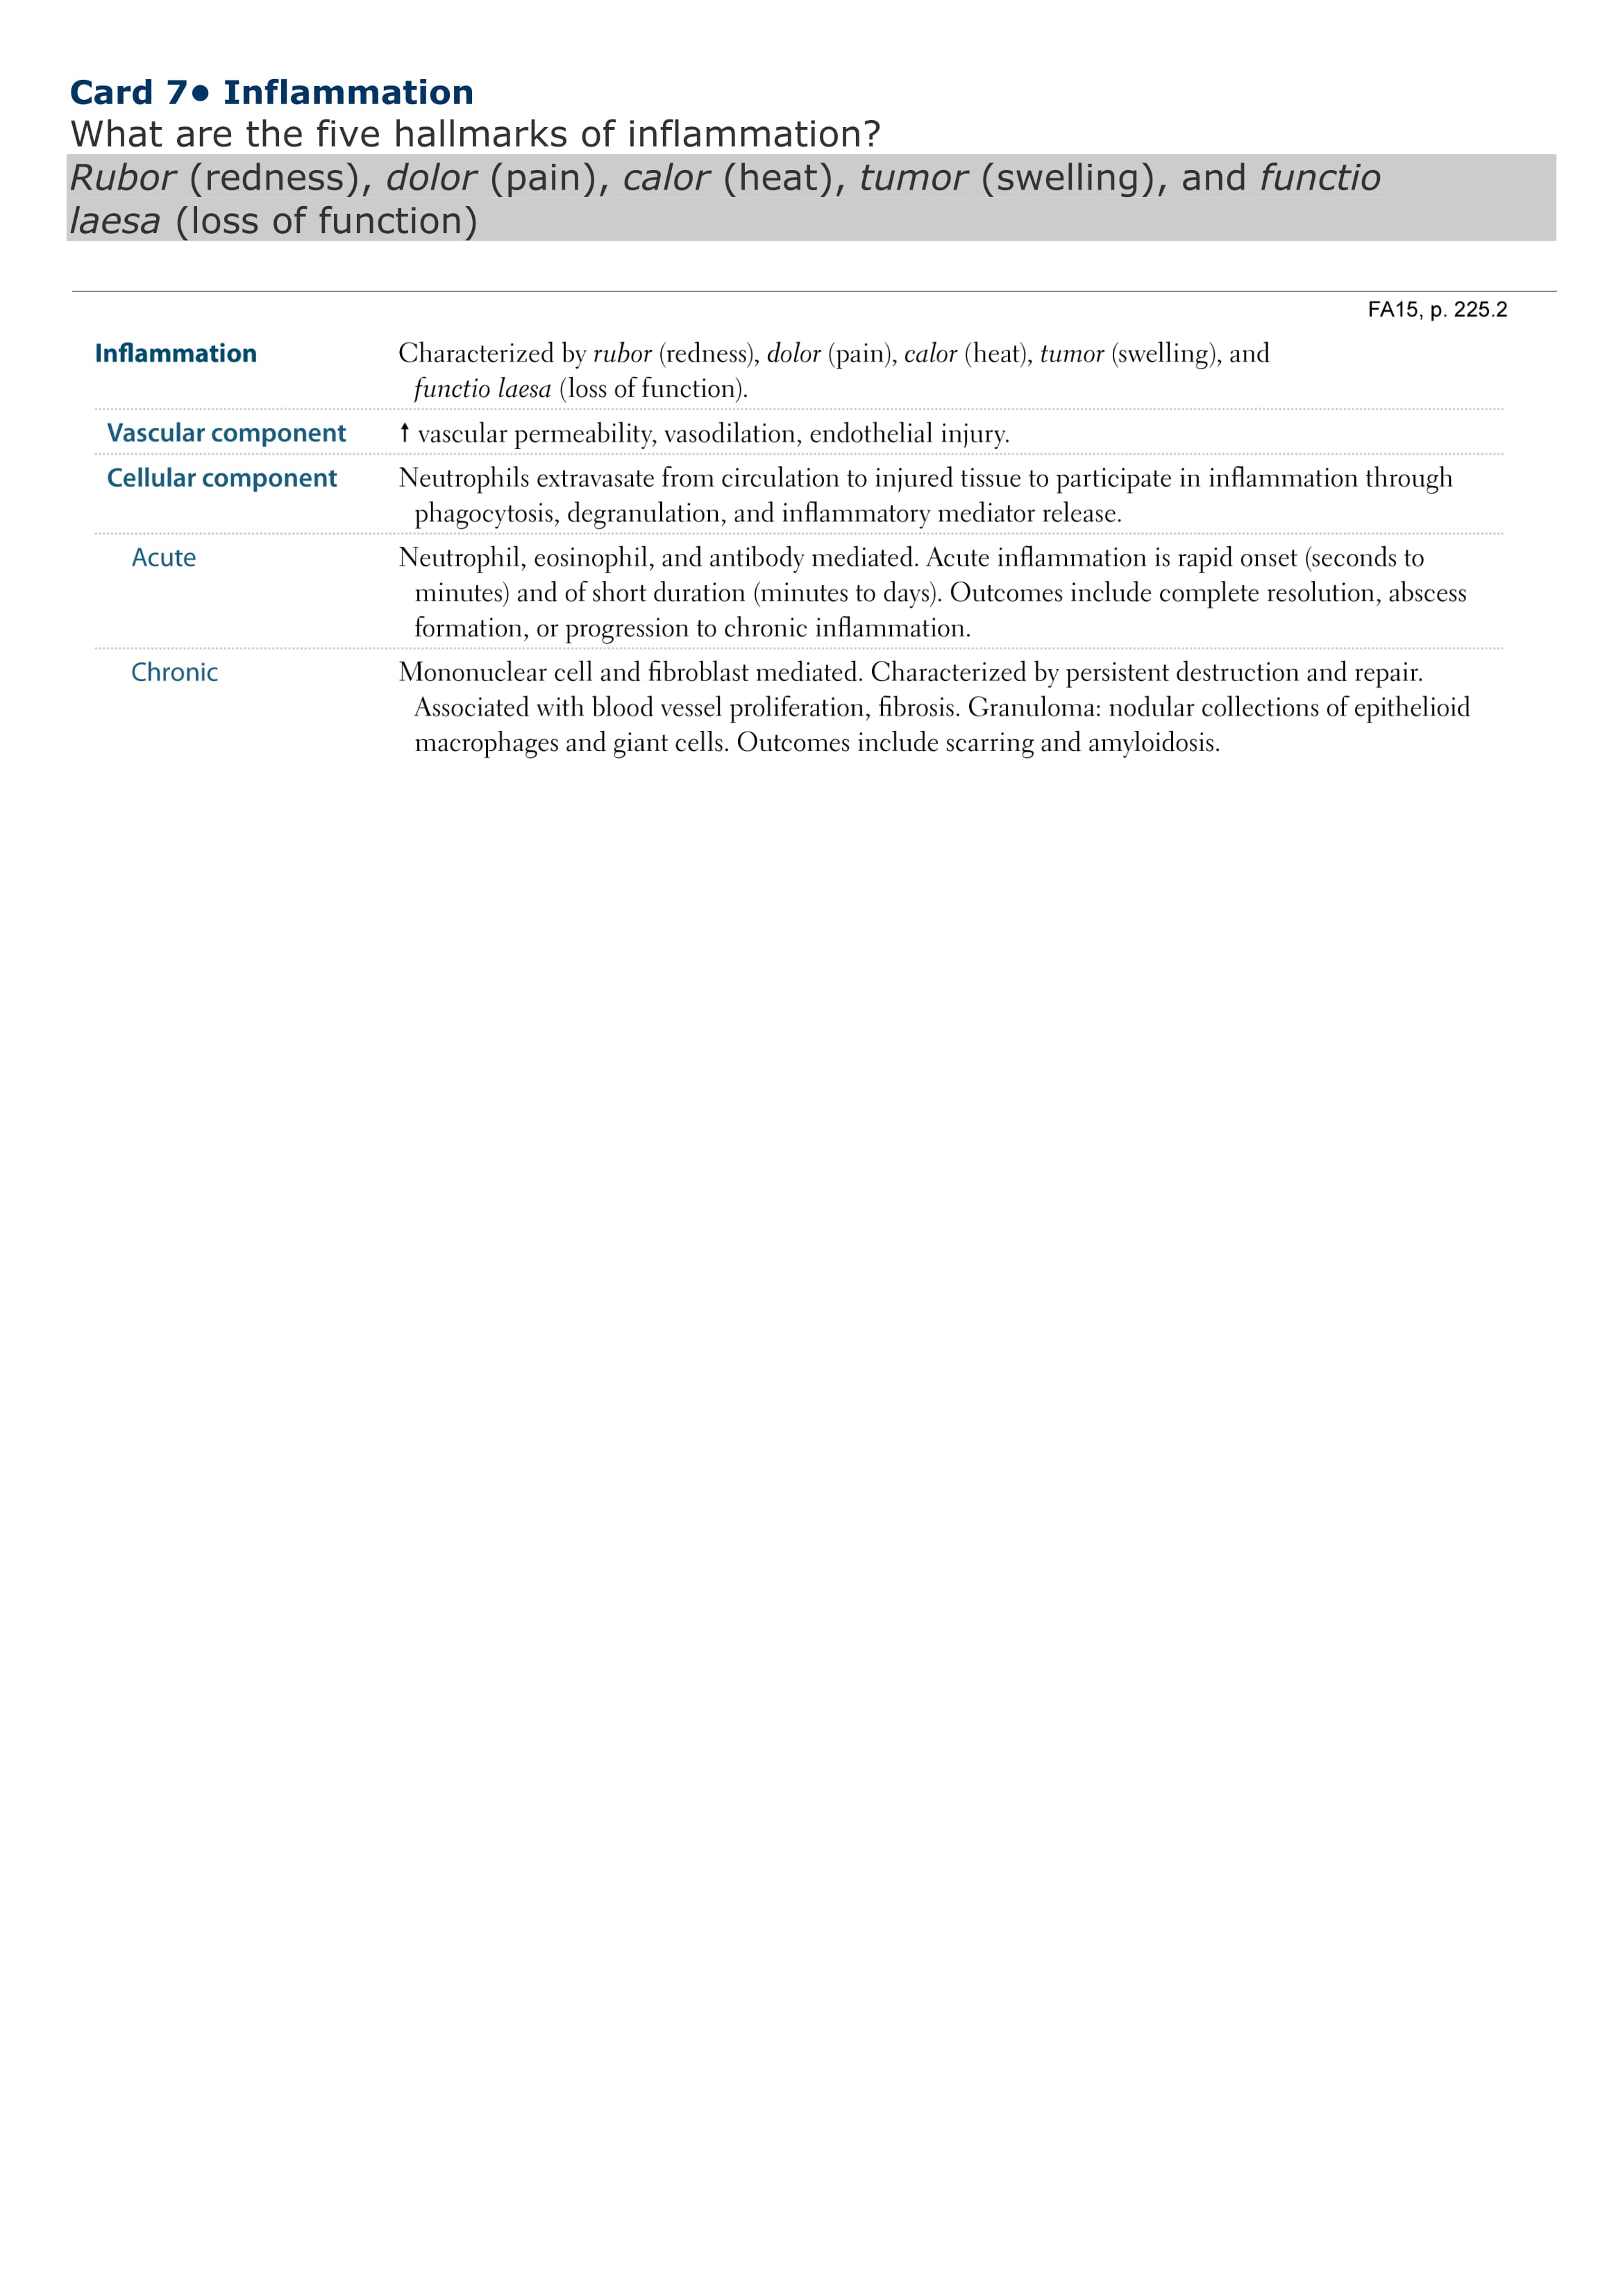 Card 7● Inflammation
What are the five hallmarks of inflammation?
Rubor (redness), dolor (pain), calor (heat), tumor (swelling), and functio
laesa (loss of function)
FA15, p. 225.2
Inflammation Characterized by rubor (redness), dolor (pain), calor (heat), tumor (swelling), and
functio laesa (loss of function).
Vascular component ↑ vascular permeability, vasodilation, endothelial injury.
Cellular component Neutrophils extravasate from circulation to injured tissue to participate in inflammation through
phagocytosis, degranulation, and inflammatory mediator release.
Acute Neutrophil, eosinophil, and antibody mediated. Acute inflammation is rapid onset (seconds to
minutes) and of short duration (minutes to days). Outcomes include complete resolution, abscess
formation, or progression to chronic inflammation.
Chronic Mononuclear cell and fibroblast mediated. Characterized by persistent destruction and repair.
Associated with blood vessel proliferation, fibrosis. Granuloma: nodular collections of epithelioid
macrophages and giant cells. Outcomes include scarring and amyloidosis.